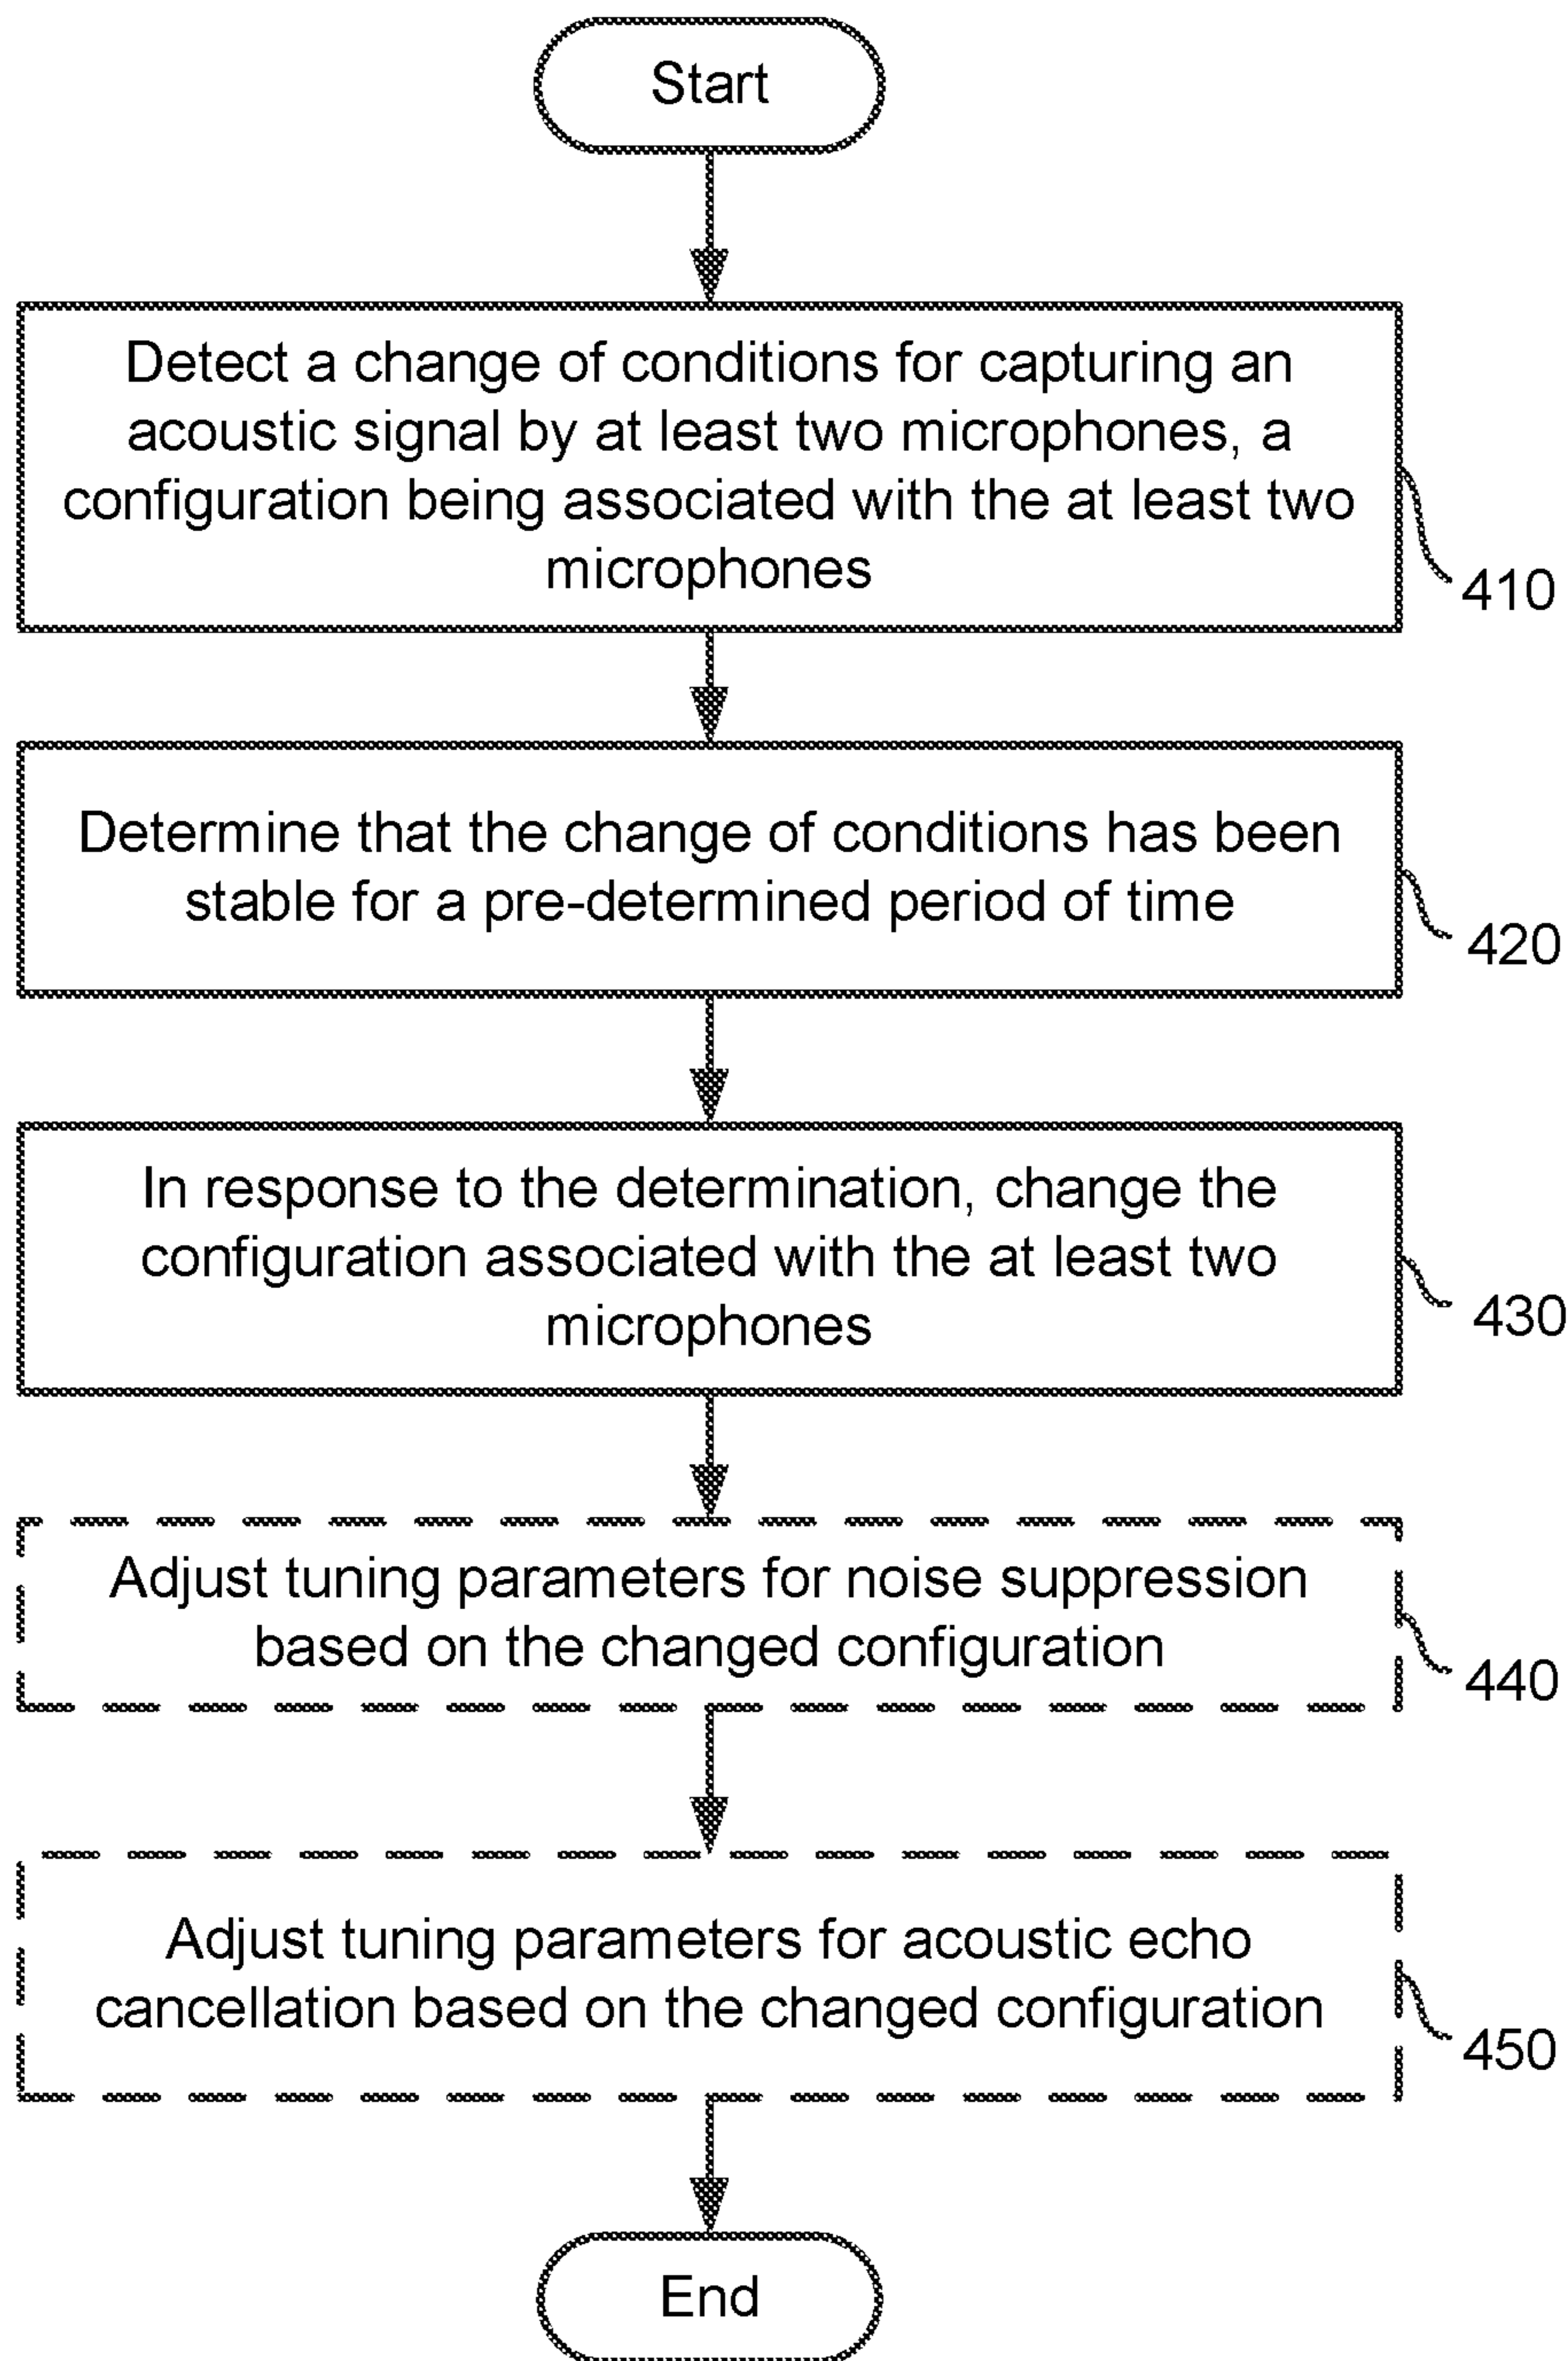 Start
Detect a change of conditions for capturing an
acoustic signal by at least two microphones, a
configuration being associated with the at least two
microphones
410
Determine that the change of conditions has been
stable for a pre-determined period of time
420
In response to the determination, change the
configuration associated with the at least two
microphones
430
Adjust tuning parameters for noise suppression
based on the changed configuration
440
Adjust tuning parameters for acoustic echo
cancellation based on the changed configuration
450
End